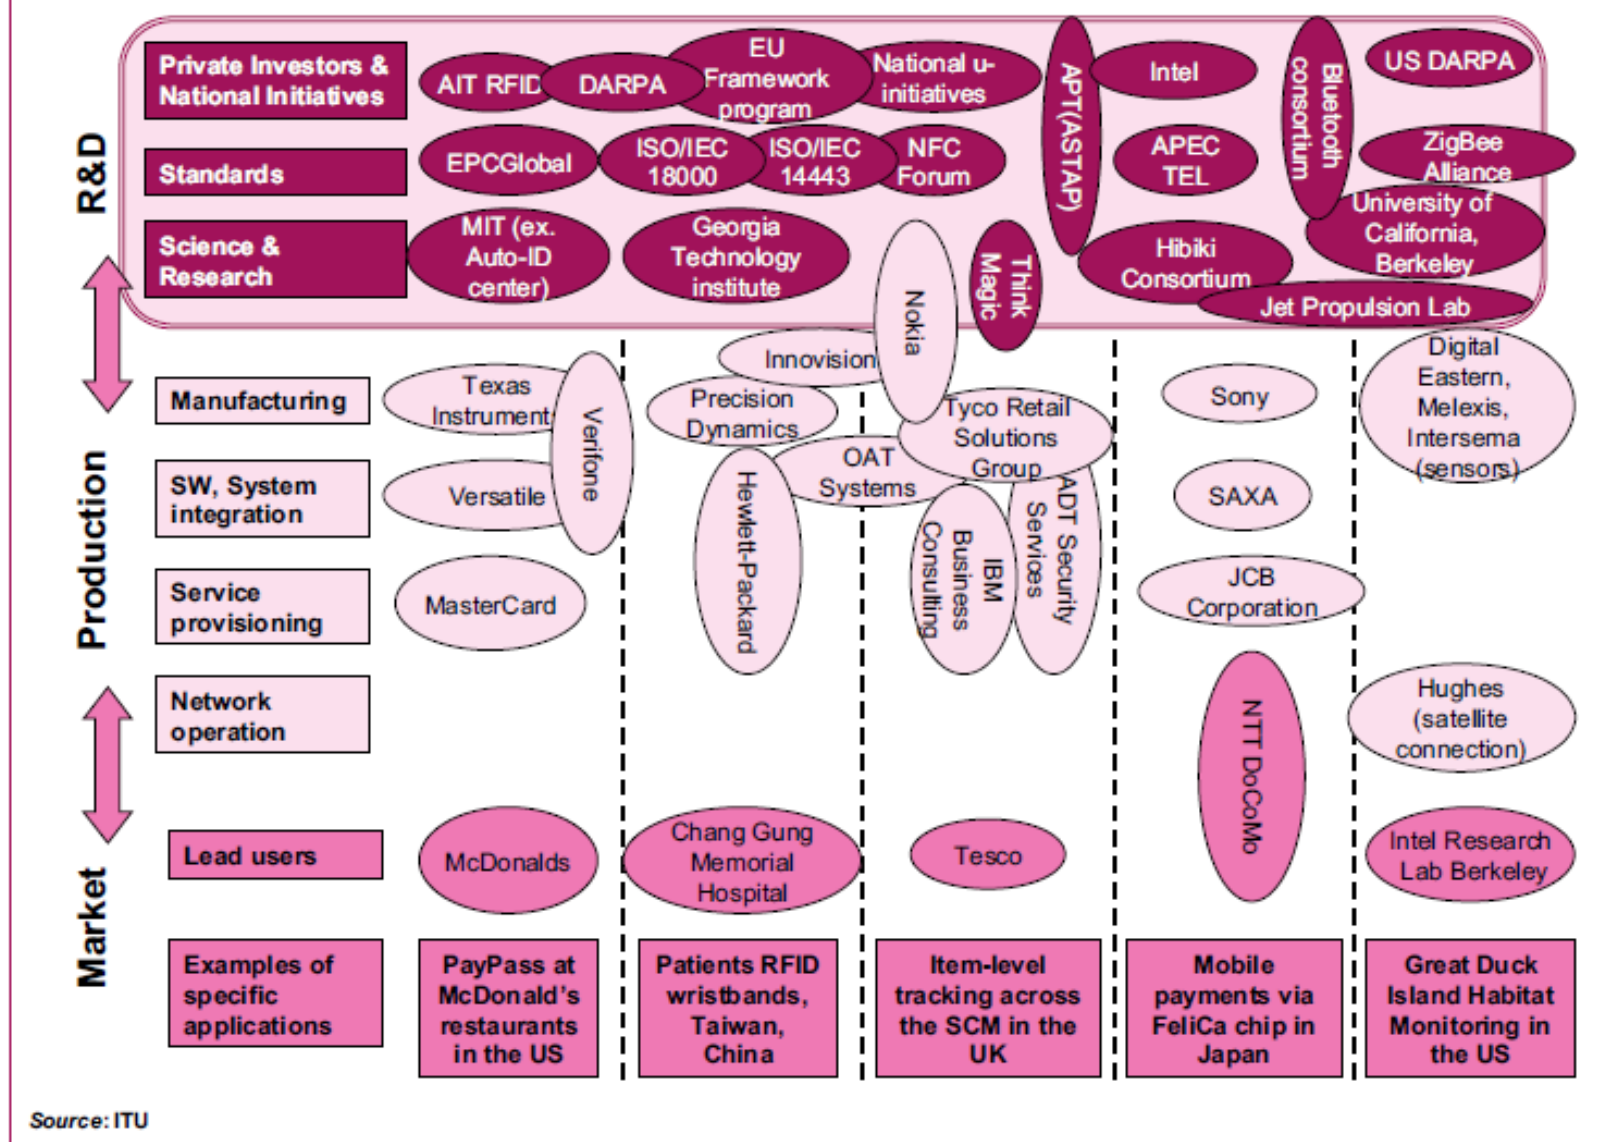 R&D
Private Investors &
National Initiatives
AIT RFID
DARPA
EU
Framework
program
National u-
initiatives
APT(ASTAP)
Intel
Bluetooth
consortium
US DARPA
Standards
EPCGlobal
ISO/IEC
18000
ISO/IEC
14443
NFC
Forum
APEC
TEL
ZigBee
Alliance
Science &
Research
MIT (ex.
Auto-ID
center)
Georgia
Technology
institute
Nokia
Think
Magic
Hibiki
Consortium
University of
California,
Berkeley
Jet Propulsion Lab
Production
Manufacturing
Texas
Instrument
Verifone
Innovision
Precision
Dynamics
Tyco Retail
Solutions
Group
Sony
Digital
Eastern,
Melexis,
Intersema
(sensors)
SW, System
integration
Versatile
Hewlett-Packard
OAT
Systems
IBM
Business
Consulting
ADT Security
Services
SAXA
Service
provisioning
MasterCard
JCB
Corporation
Network
operation
NTT DoCoMo
Hughes
(satellite
connection)
Market
Lead users
McDonalds
Chang Gung
Memorial
Hospital
Tesco
Intel Research
Lab Berkeley
Examples of
specific
applications
PayPass at
McDonald's
restaurants
in the US
Patients RFID
wristbands,
Taiwan,
China
Item-level
tracking across
the SCM in the
UK
Mobile
payments via
FeliCa chip in
Japan
Great Duck
Island Habitat
Monitoring in
the US
Source: ITU